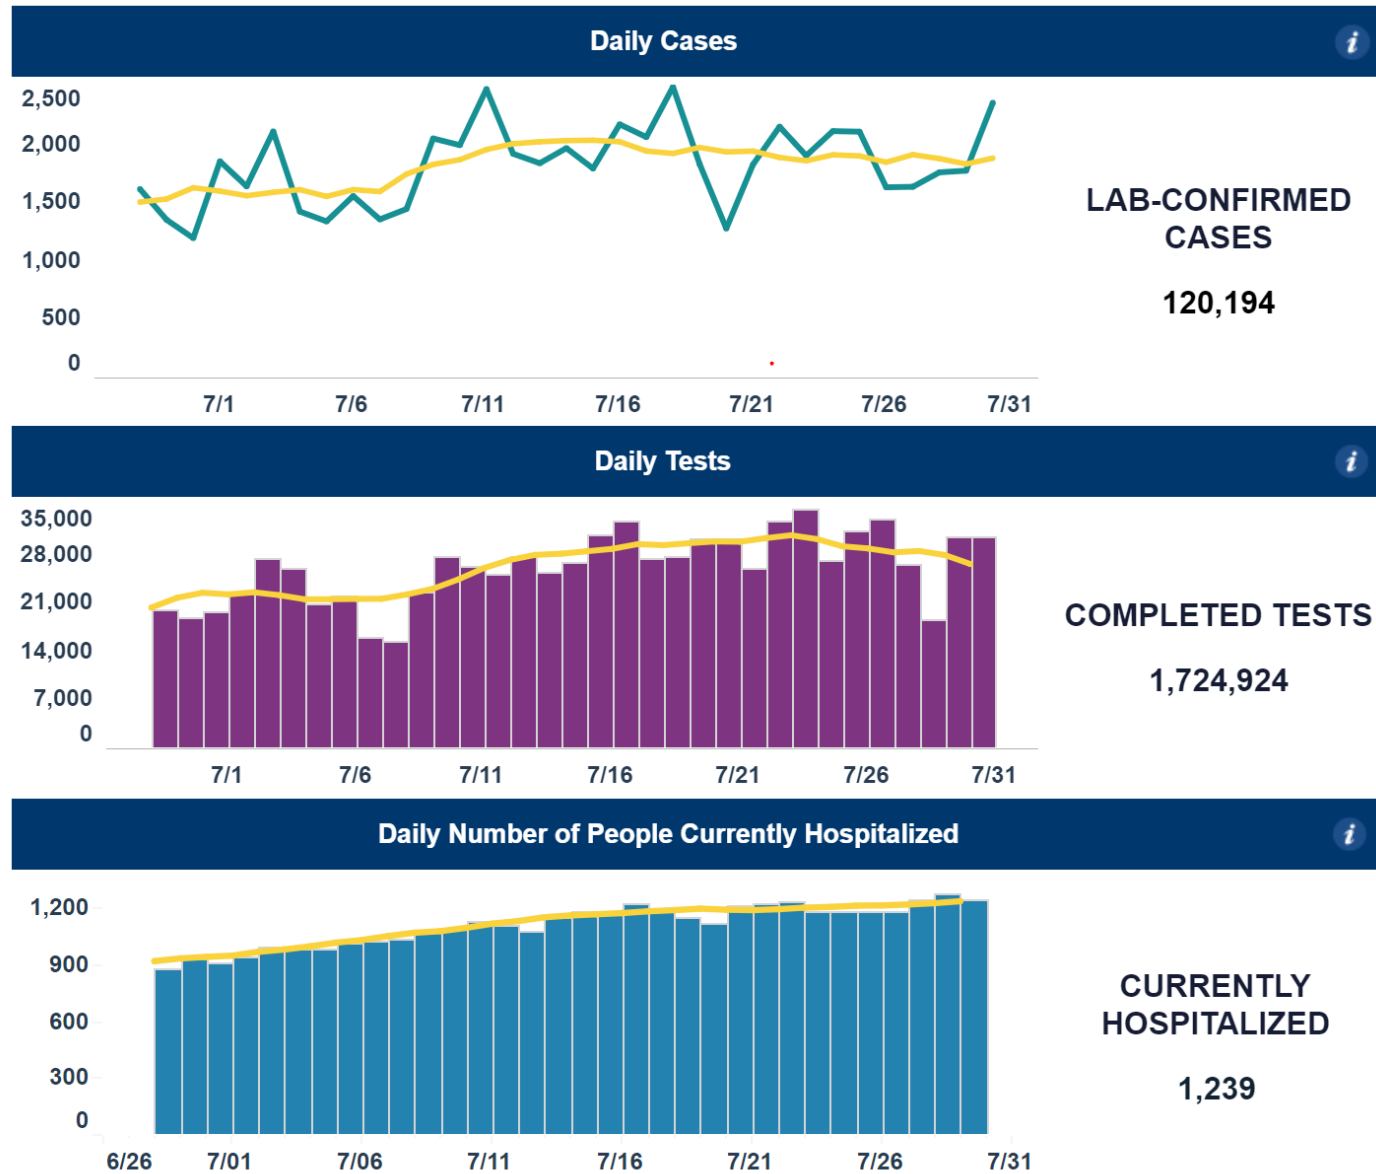 Daily Cases
i
2,500
2,000
1,500
1,000
500
0
7/1 7/6 7/11 7/16 7/21 7/26 7/31
LAB-CONFIRMED
CASES
120,194
Daily Tests
i
35,000
28,000
21,000
14,000
7,000
0
7/1 7/6 7/11 7/16 7/21 7/26 7/31
COMPLETED TESTS
1,724,924
Daily Number of People Currently Hospitalized
i
1,200
900
600
300
0
6/26 7/01 7/06 7/11 7/16 7/21 7/26 7/31
CURRENTLY
HOSPITALIZED
1,239